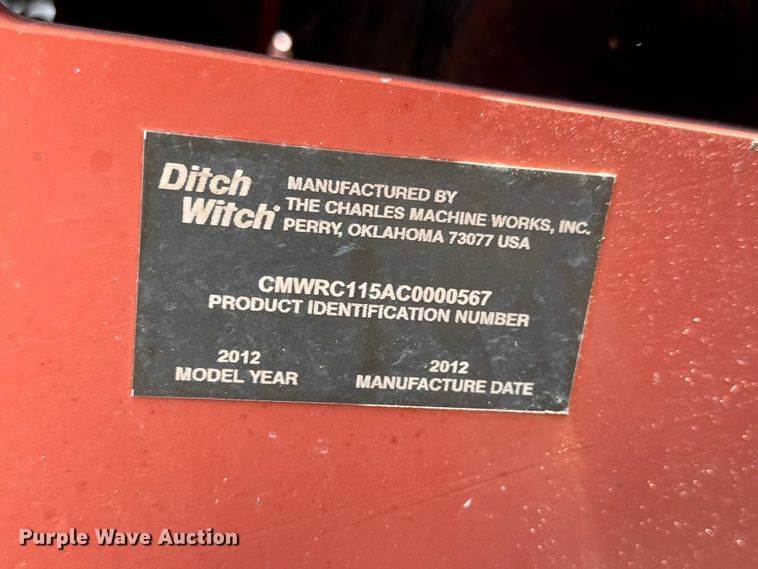 Ditch
Witch®
MANUFACTURED BY
THE CHARLES MACHINE WORKS, INC.
PERRY, OKLAHOMA 73077 USA
CMWRC115AC0000567
PRODUCT IDENTIFICATION NUMBER
2012
MODEL YEAR
2012
MANUFACTURE DATE
Purple Wave Auction